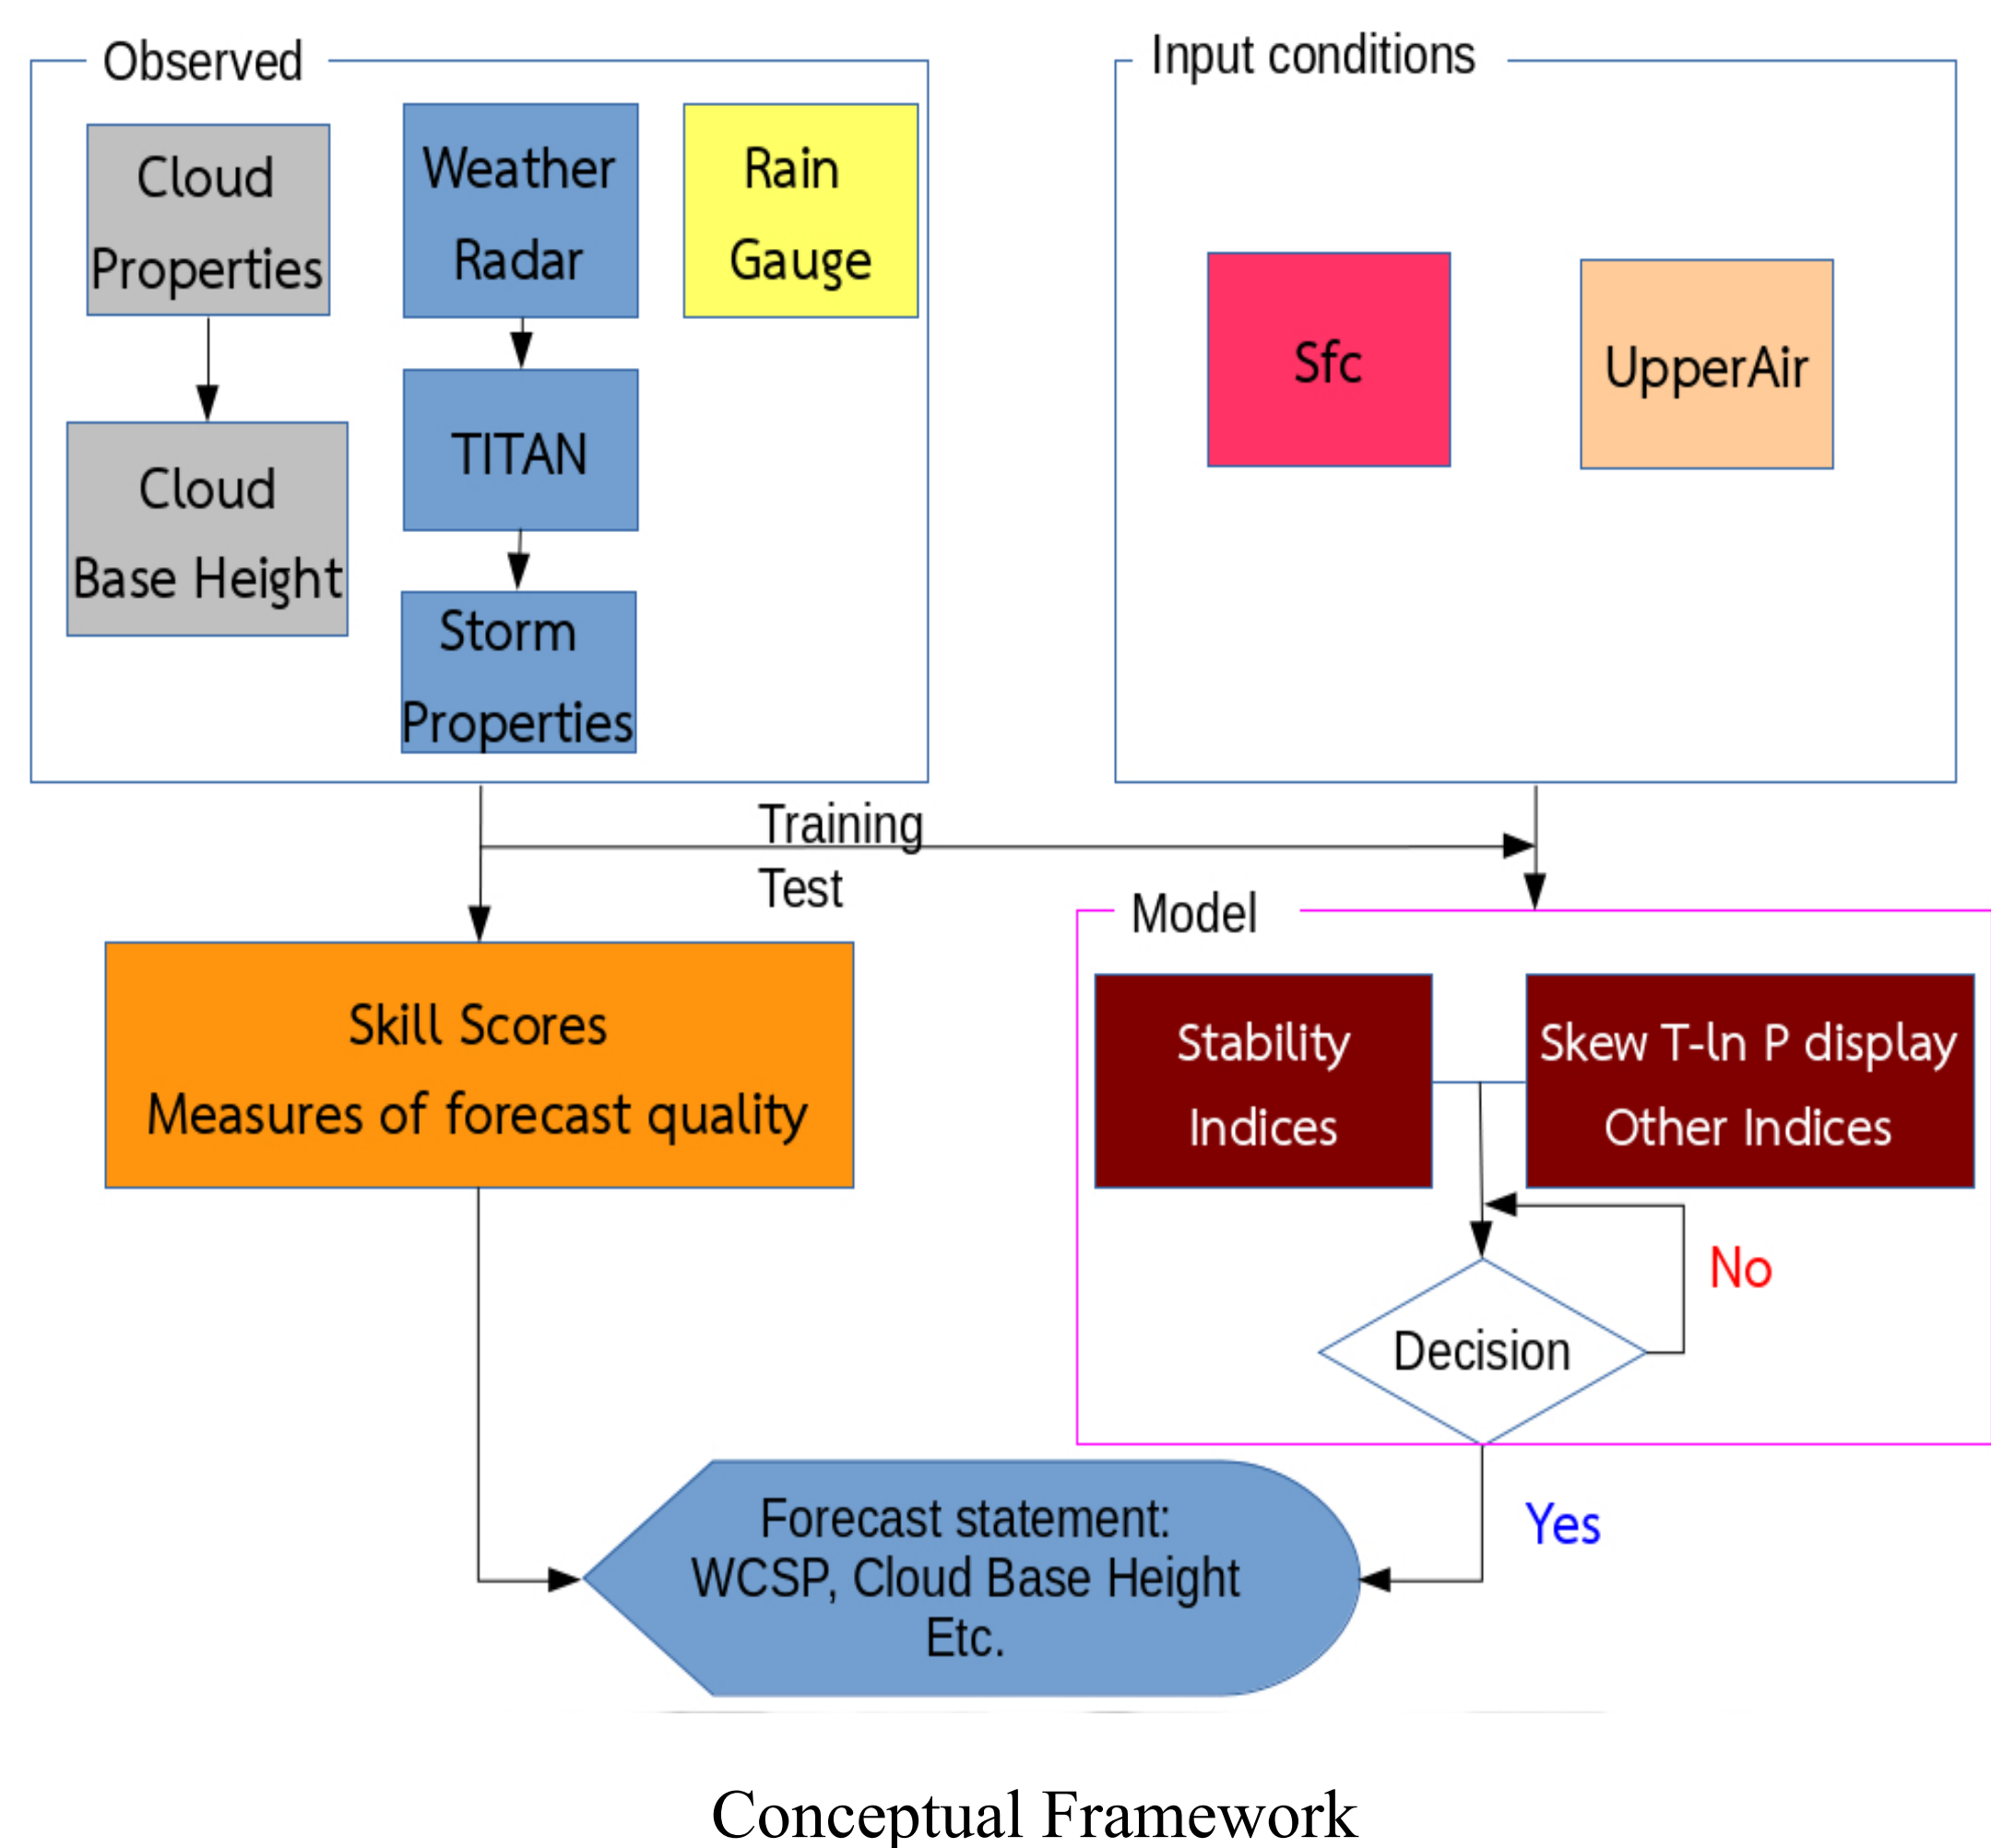 Observed
Cloud
Properties
Weather
Radar
Rain
Gauge
Cloud
Base Height
TITAN
Storm
Properties
Input conditions
Sfc
UpperAir
Training
Test
Skill Scores
Measures of forecast quality
Model
Stability
Indices
Skew T-ln P display
Other Indices
No
Decision
Yes
Forecast statement:
WCSP, Cloud Base Height
Etc.
Conceptual Framework